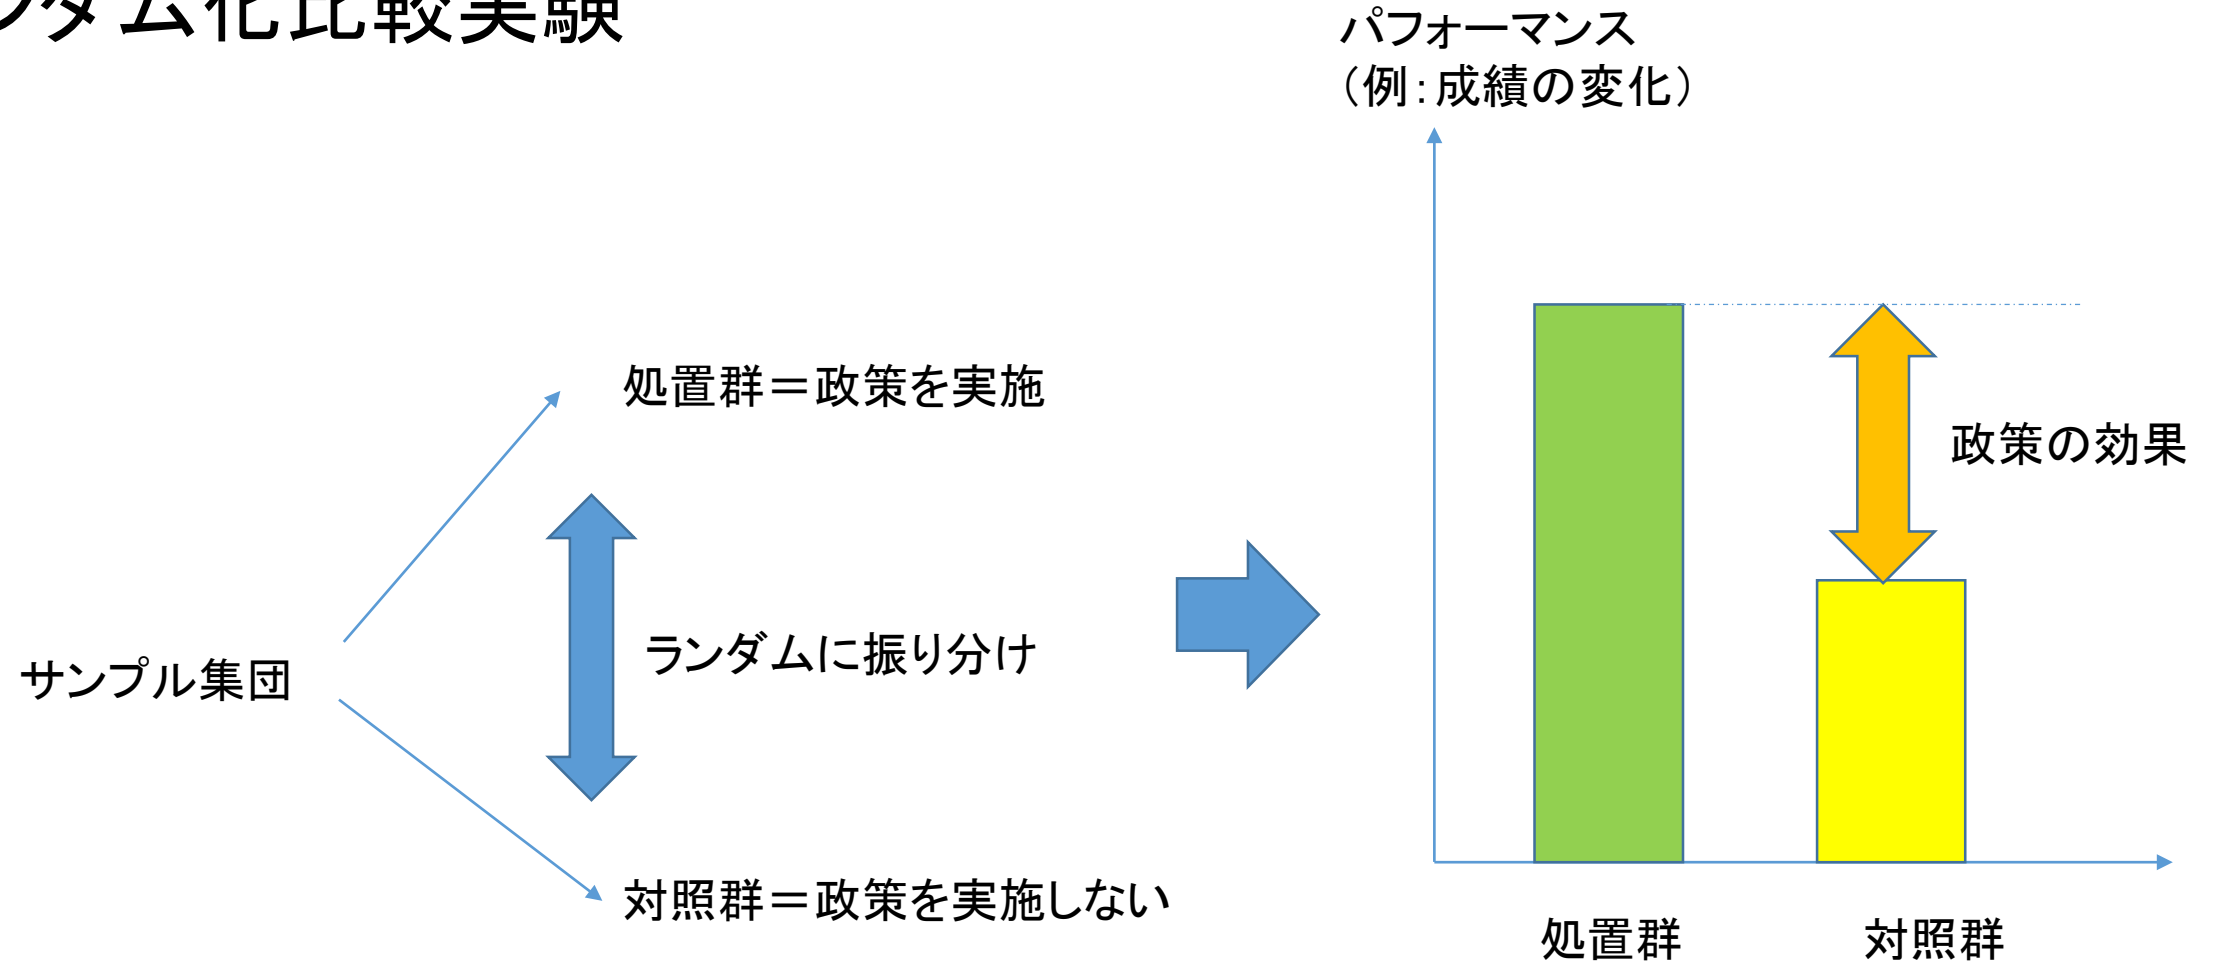 ンダム化比較実験
パフォーマンス
（例：成績の変化）
処置群＝政策を実施
政策の効果
ランダムに振り分け
サンプル集団
対照群＝政策を実施しない
処置群
対照群